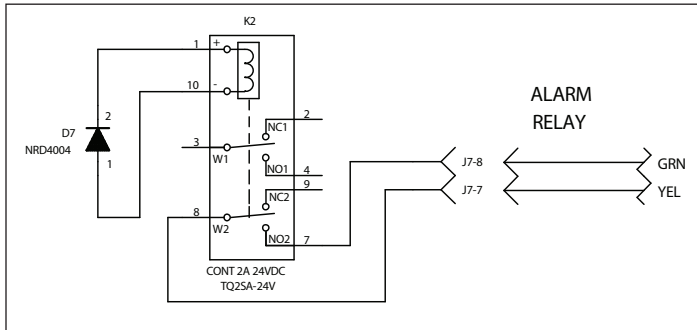 K2
1
+
10
-
2
D7
NRD4004
1
3
W1
NC1
2
NO1
4
NC2
9
8
W2
NO2
7
CONT 2A 24VDC
TQ2SA-24V
ALARM
RELAY
J7-8
GRN
J7-7
YEL